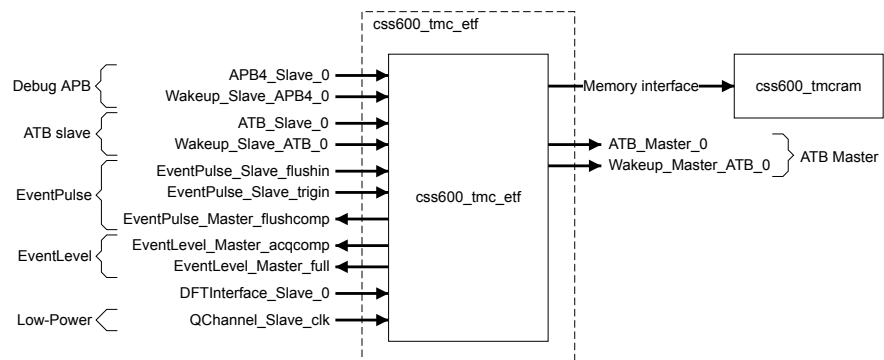 css600_tmc_etf
Debug APB
APB4_Slave_0
Wakeup_Slave_APB4_0
ATB slave
ATB_Slave_0
Wakeup_Slave_ATB_0
EventPulse
EventPulse_Slave_flushin
EventPulse_Slave_trigin
EventPulse_Master_flushcomp
EventLevel
EventLevel_Master_acqcomp
EventLevel_Master_full
DFTInterface_Slave_0
Low-Power
QChannel_Slave_clk
css600_tmc_etf
Memory interface
css600_tmcram
ATB_Master_0
Wakeup_Master_ATB_0
ATB Master